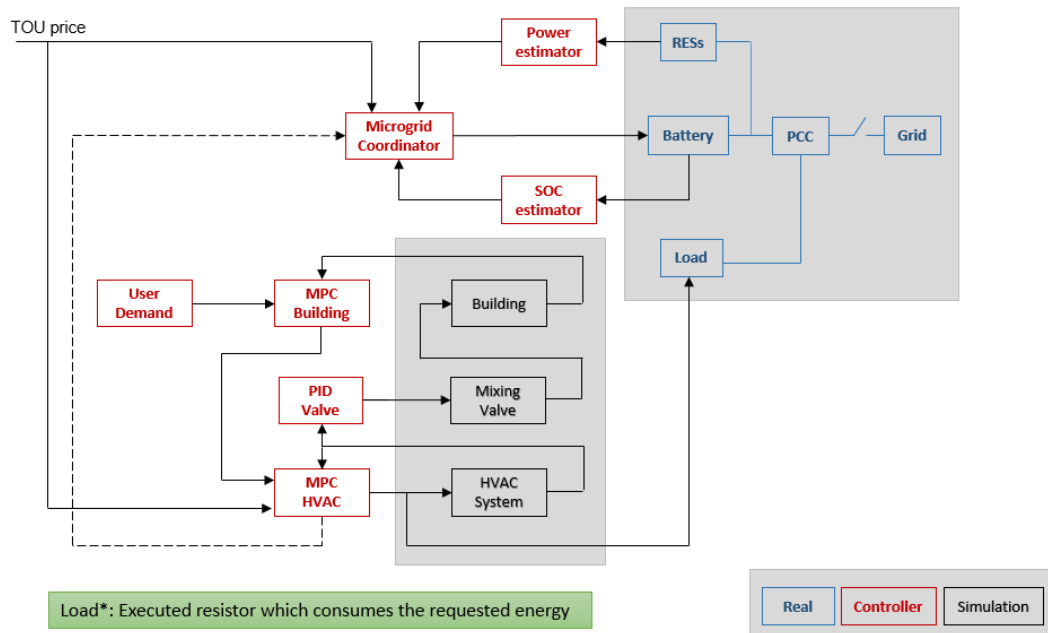 TOU price
Power
estimator
RESs
Microgrid
Coordinator
Battery
PCC
Grid
SOC
estimator
Load
User
Demand
MPC
Building
Building
PID
Valve
Mixing
Valve
MPC
HVAC
HVAC
System
Load*: Executed resistor which consumes the requested energy
Real
Controller
Simulation